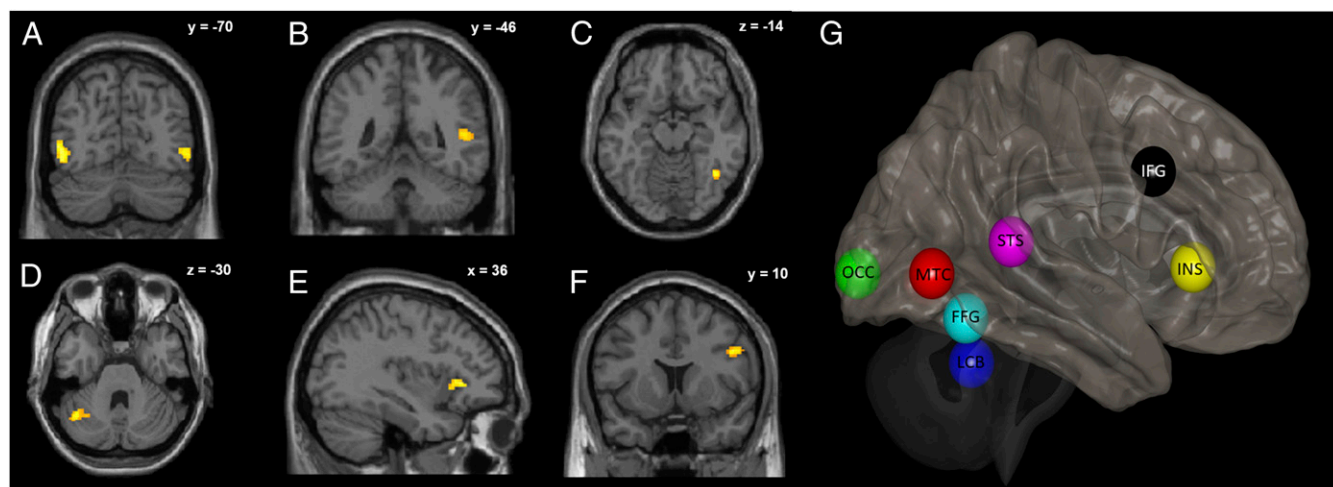 A
y = -70
B
y = -46
C
z = -14
D
z = -30
E
x = 36
F
y = 10
G
IFG
STS
OCC
MTC
INS
FFG
LCB